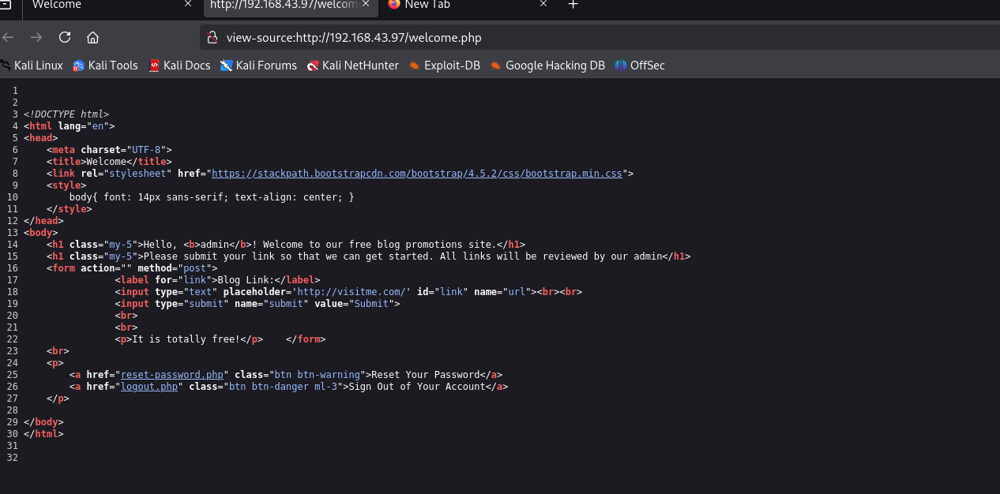 Welcome
http://192.168.43.97/welcom
New Tab
view-source:http://192.168.43.97/welcome.php
Kali Linux Kali Tools Kali Docs Kali Forums Kali NetHunter Exploit-DB Google Hacking DB OffSec
1
2
3 <!DOCTYPE html>
4 <html lang="en">
5 <head>
6     <meta charset="UTF-8">
7     <title>Welcome</title>
8     <link rel="stylesheet" href="https://stackpath.bootstrapcdn.com/bootstrap/4.5.2/css/bootstrap.min.css">
9     <style>
10         body{ font: 14px sans-serif; text-align: center; }
11     </style>
12 </head>
13 <body>
14     <h1 class="my-5">Hello, <b>admin</b>! Welcome to our free blog promotions site.</h1>
15     <h1 class="my-5">Please submit your link so that we can get started. All links will be reviewed by our admin</h1>
16     <form action="" method="post">
17                 <label for="link">Blog Link:</label>
18                 <input type="text" placeholder='http://visitme.com/' id="link" name="url"><br><br>
19                 <input type="submit" name="submit" value="Submit">
20                 <br>
21                 <br>
22                 <p>It is totally free!</p>    </form>
23     <br>
24     <p>
25         <a href="reset-password.php" class="btn btn-warning">Reset Your Password</a>
26         <a href="logout.php" class="btn btn-danger ml-3">Sign Out of Your Account</a>
27     </p>
28
29 </body>
30 </html>
31
32